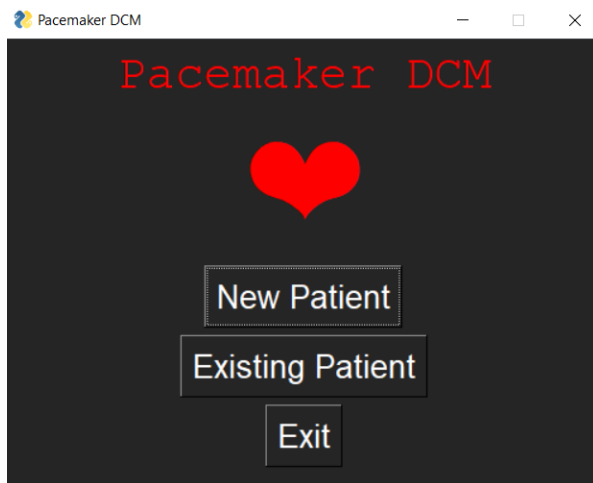 Pacemaker DCM
Pacemaker DCM
New Patient
Existing Patient
Exit